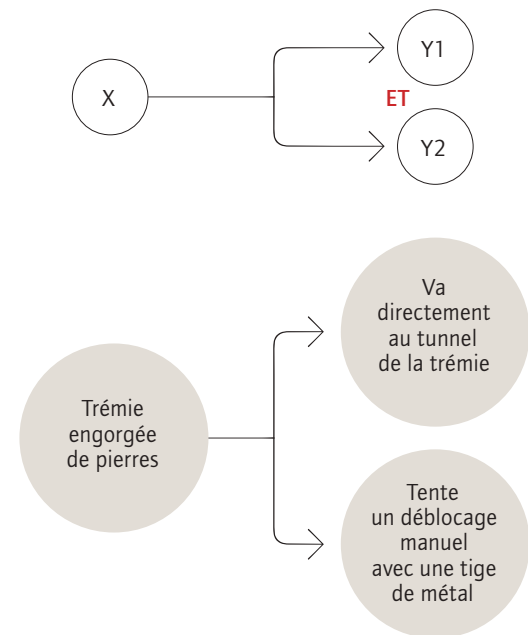 X
Y1
ET
Y2
Va
directement
au tunnel
de la trémie
Trémie
engorgée
de pierres
Tente
un déblocage
manuel
avec une tige
de métal